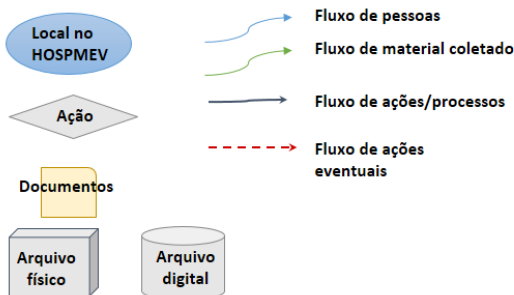 Local no
HOSPMEV
Fluxo de pessoas
Fluxo de material coletado
Ação
Fluxo de ações/processos
Fluxo de ações
eventuais
Documentos
Arquivo
físico
Arquivo
digital